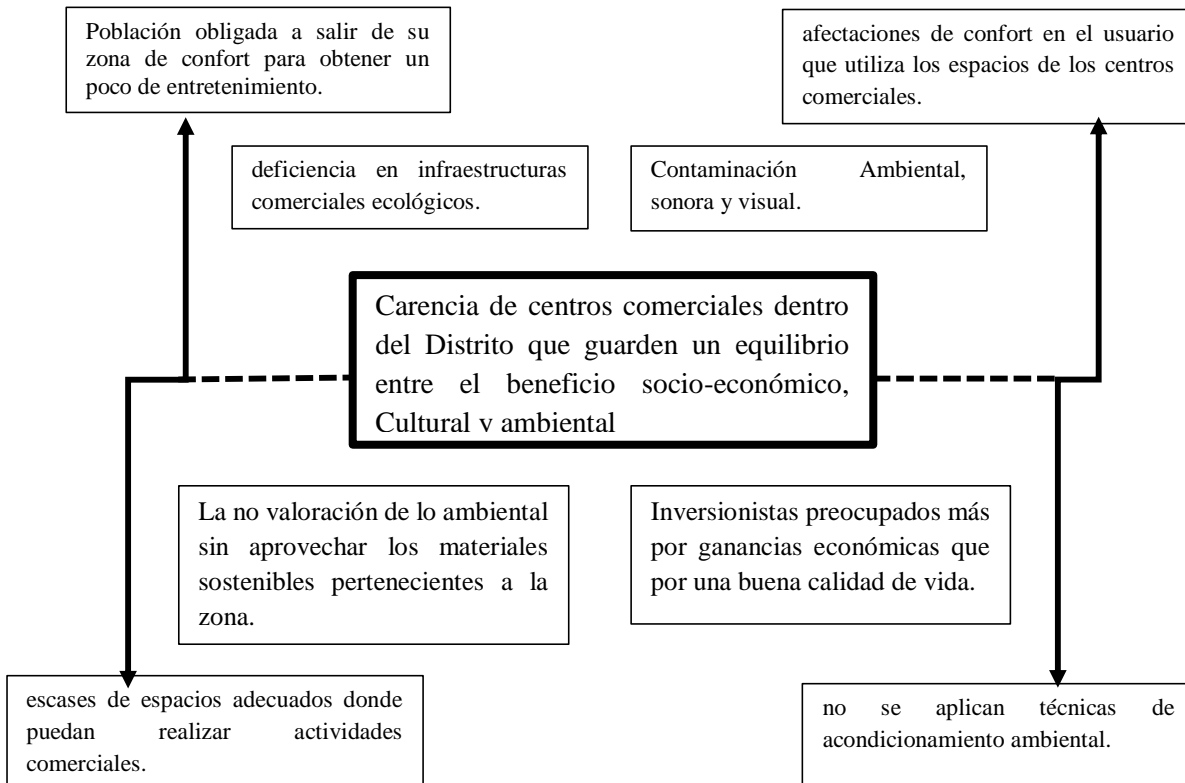 Población obligada a salir de su
zona de confort para obtener un
poco de entretenimiento.
afectaciones de confort en el usuario
que utiliza los espacios de los centros
comerciales.
deficiencia en infraestructuras
comerciales ecológicos.
Contaminación Ambiental,
sonora y visual.
Carencia de centros comerciales dentro
del Distrito que guarden un equilibrio
entre el beneficio socio-económico,
Cultural y ambiental
La no valoración de lo ambiental
sin aprovechar los materiales
sostenibles pertenecientes a la
zona.
Inversionistas preocupados más
por ganancias económicas que
por una buena calidad de vida.
escases de espacios adecuados donde
puedan realizar actividades
comerciales.
no se aplican técnicas de
acondicionamiento ambiental.